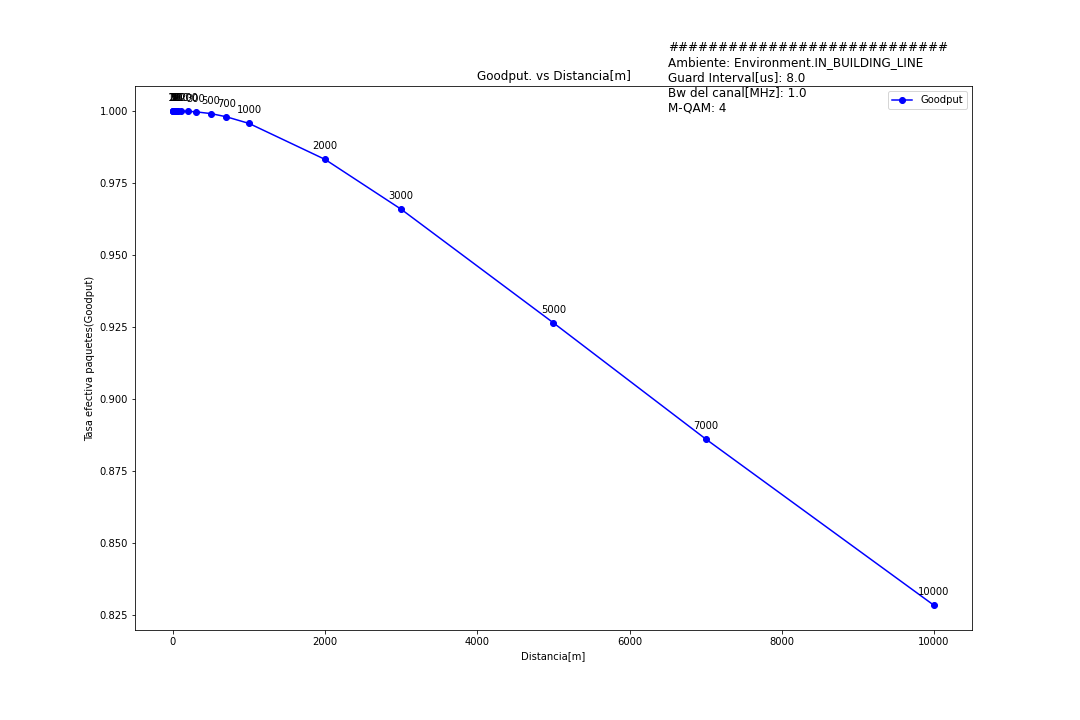 ###########################
Ambiente: Environment.IN_BUILDING_LINE
Guard Interval[us]: 8.0
Bw del canal[MHz]: 1.0
M-QAM: 4
Goodput. vs Distancia[m]
Goodput
500
700
1000
2000
3000
5000
7000
10000
1.000
0.975
0.950
0.925
0.900
0.875
0.850
0.825
Tasa efectiva paquetes(Goodput)
0
2000
4000
6000
8000
10000
Distancia[m]